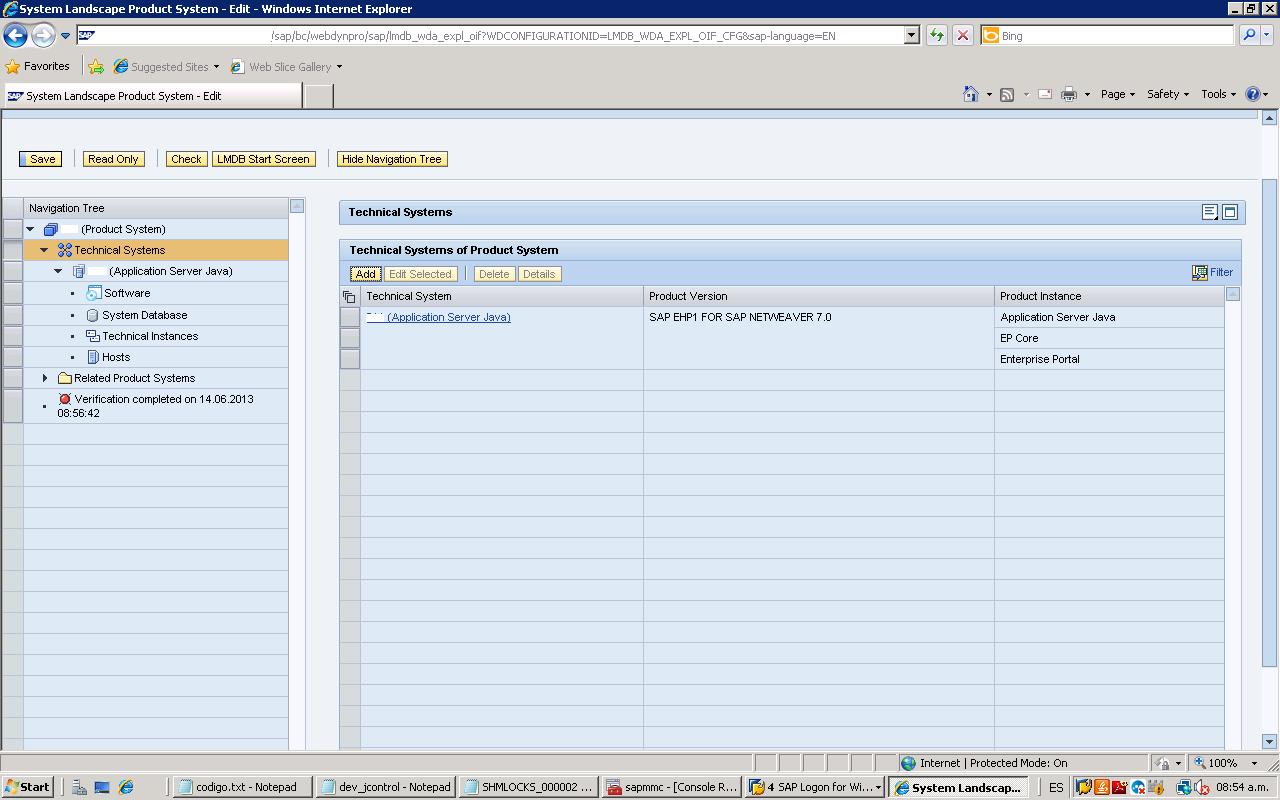 System Landscape Product System - Edit - Windows Internet Explorer
SAP /sap/bc/webdynpro/sap/lmdb_wda_expl_oif?WDCONFIGURATIONID=LMDB_WDA_EXPL_OIF_CFG&sap-language=EN Bing
Favorites Suggested Sites Web Slice Gallery
SAP System Landscape Product System - Edit Page Safety Tools
Save Read Only Check LMDB Start Screen Hide Navigation Tree
Navigation Tree
(Product System)
Technical Systems
(Application Server Java)
Software
System Database
Technical Instances
Hosts
Related Product Systems
Verification completed on 14.06.2013
08:56:42
Technical Systems
Technical Systems of Product System
Add Edit Selected Delete Details Filter
Technical System Product Version Product Instance
(Application Server Java) SAP EHP1 FOR SAP NETWEAVER 7.0 Application Server Java
EP Core
Enterprise Portal
Internet | Protected Mode: On 100%
Start codigo.txt - Notepad dev_jcontrol - Notepad SHMLOCKS_000002 ... sapmmc - [Console R... 4 SAP Logon for Wi... System Landscap... ES 08:54 a.m.